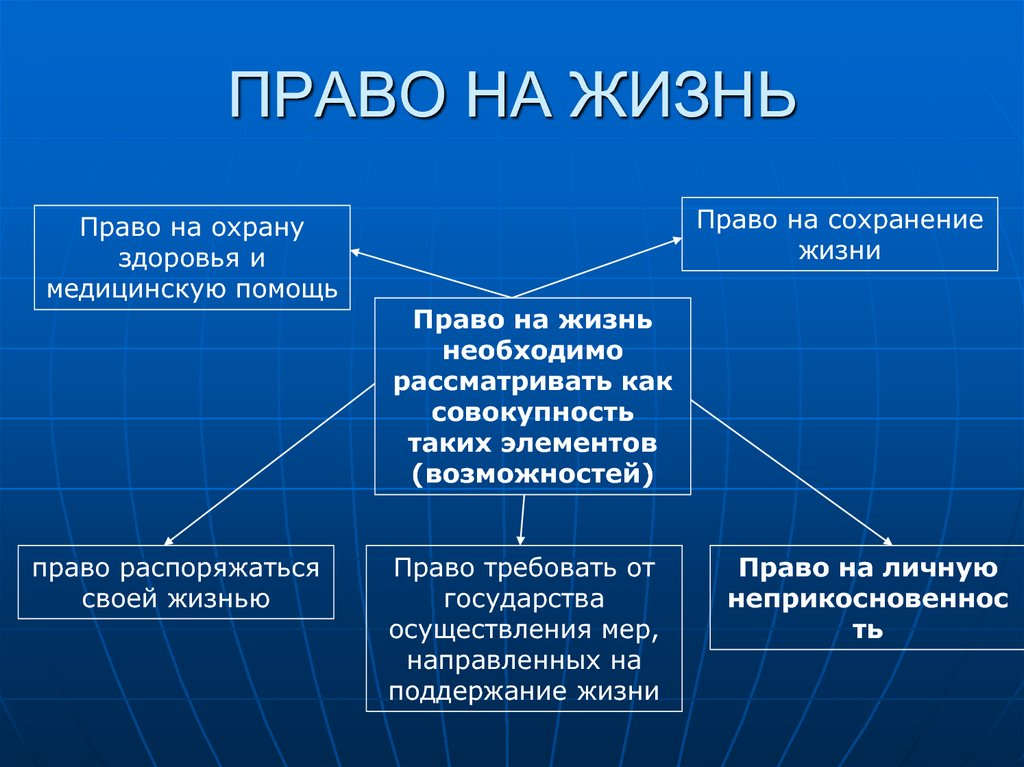 ПРАВО НА ЖИЗНЬ
Право на охрану
здоровья и
медицинскую помощь
Право на сохранение
жизни
Право на жизнь
необходимо
рассматривать как
совокупность
таких элементов
(возможностей)
право распоряжаться
своей жизнью
Право требовать от
государства
осуществления мер,
направленных на
поддержание жизни
Право на личную
неприкосновеннос
ть